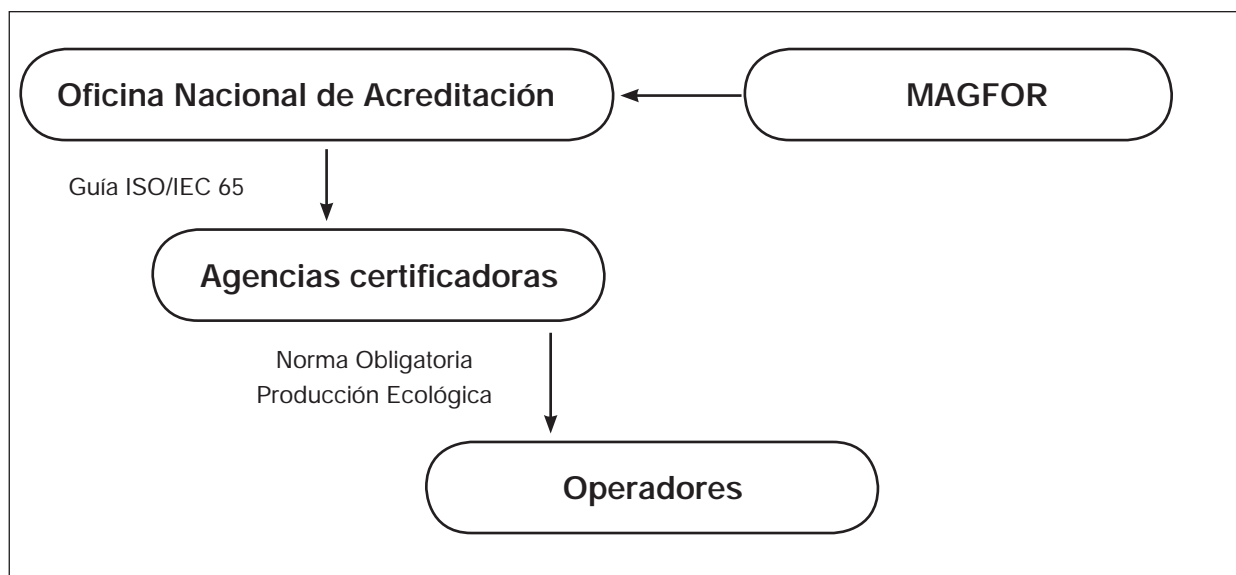 Oficina Nacional de Acreditación
MAGFOR
Guía ISO/IEC 65
Agencias certificadoras
Norma Obligatoria
Producción Ecológica
Operadores